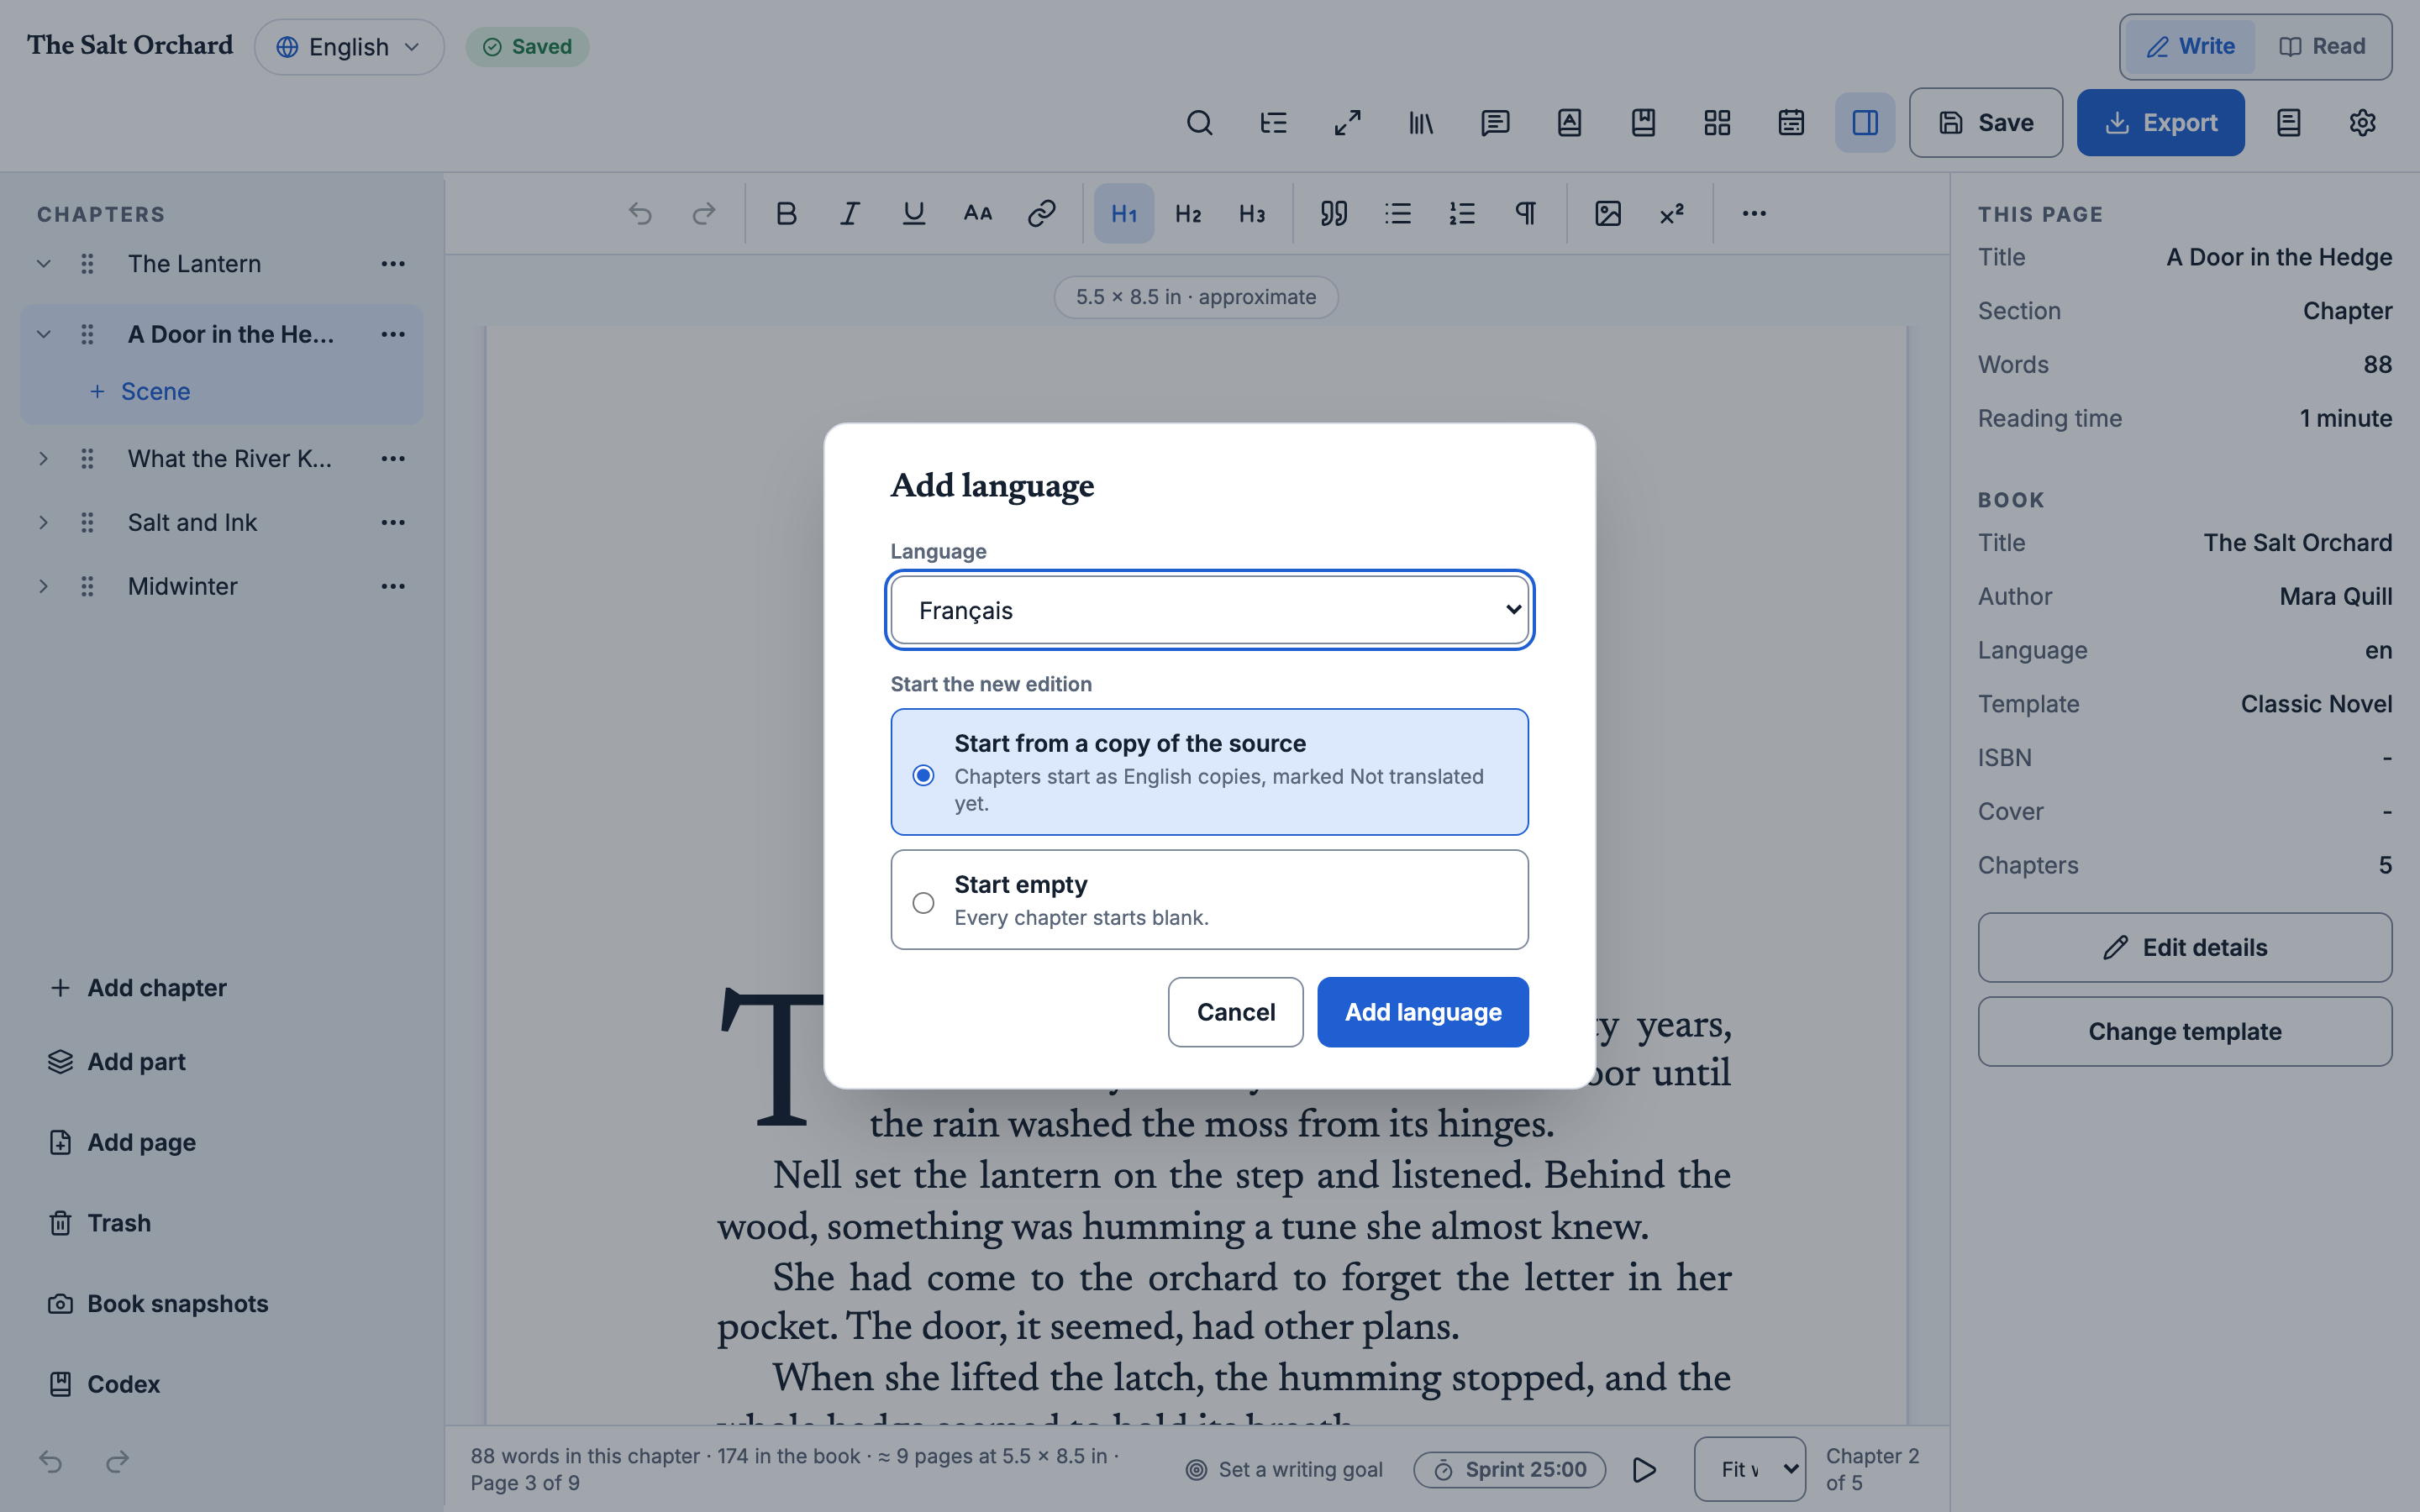 The Salt Orchard
English
Saved
Write
Read
Save
Export
CHAPTERS
The Lantern
A Door in the He...
+ Scene
What the River K...
Salt and Ink
Midwinter
Add chapter
Add part
Add page
Trash
Book snapshots
Codex
B I U AA H1 H2 H3 x²
5.5 × 8.5 in · approximate
Add language
Language
Français
Start the new edition
Start from a copy of the source
Chapters start as English copies, marked Not translated
yet.
Start empty
Every chapter starts blank.
Cancel
Add language
T
years,
until
the rain washed the moss from its hinges.
Nell set the lantern on the step and listened. Behind the
wood, something was humming a tune she almost knew.
She had come to the orchard to forget the letter in her
pocket. The door, it seemed, had other plans.
When she lifted the latch, the humming stopped, and the
88 words in this chapter · 174 in the book · ≈ 9 pages at 5.5 × 8.5 in ·
Page 3 of 9
Set a writing goal
Sprint 25:00
Fit
Chapter 2
of 5
THIS PAGE
Title A Door in the Hedge
Section Chapter
Words 88
Reading time 1 minute
BOOK
Title The Salt Orchard
Author Mara Quill
Language en
Template Classic Novel
ISBN -
Cover -
Chapters 5
Edit details
Change template